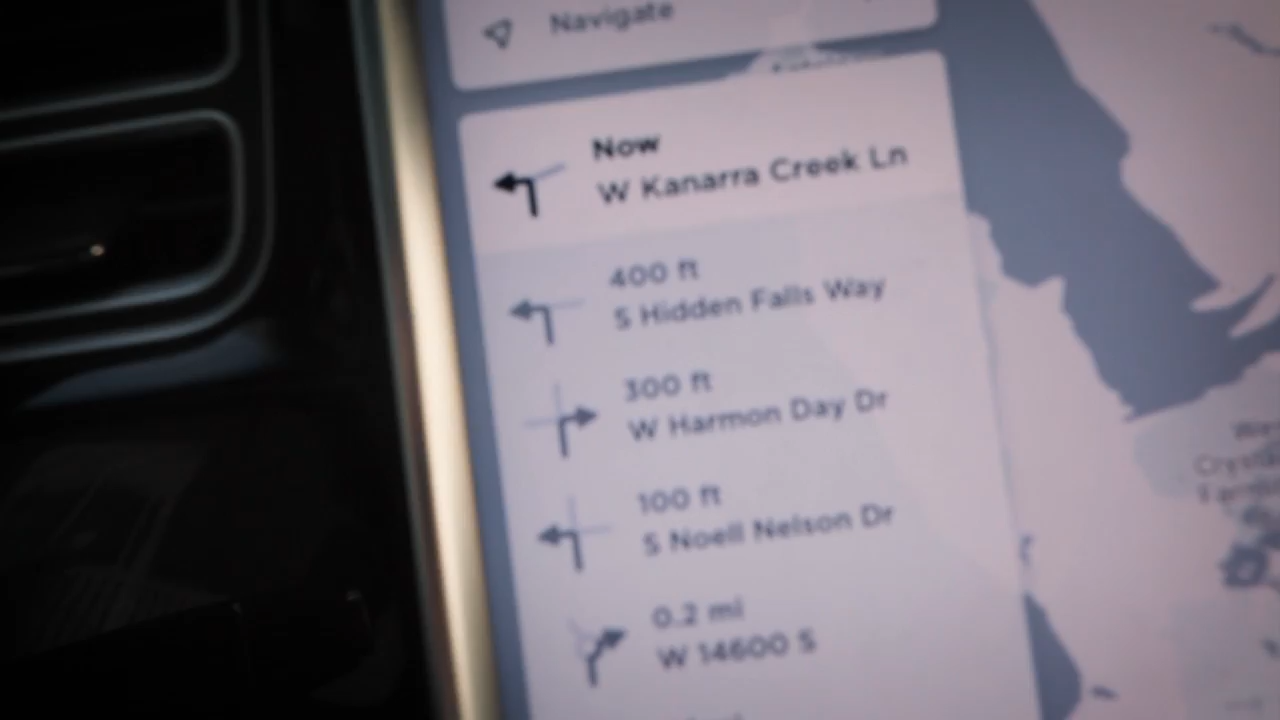 Navigate
Now
W Kanarra Creek Ln
400 ft
S Hidden Falls Way
300 ft
W Harmon Day Dr
100 ft
S Noell Nelson Dr
0.2 mi
W 14600 S